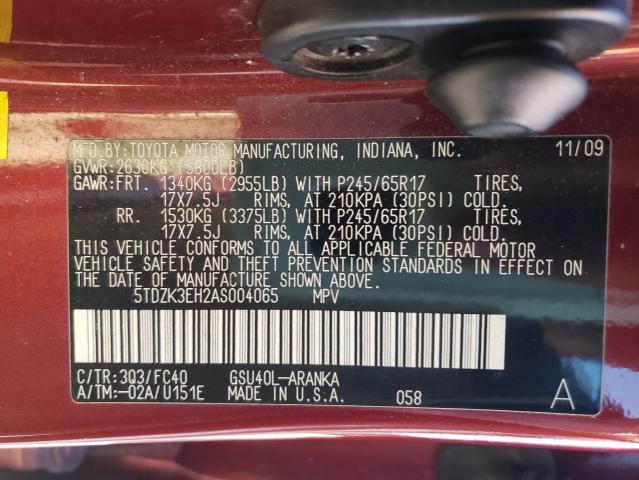 MFD.BY:TOYOTA MOTOR MANUFACTURING, INDIANA, INC. 11/09
GVWR:2630KG (5800LB)
GAWR:FRT. 1340KG (2955LB) WITH P245/65R17 TIRES,
17X7.5J RIMS, AT 210KPA (30PSI) COLD.
RR. 1530KG (3375LB) WITH P245/65R17 TIRES,
17X7.5J RIMS, AT 210KPA (30PSI) COLD.
THIS VEHICLE CONFORMS TO ALL APPLICABLE FEDERAL MOTOR
VEHICLE SAFETY AND THEFT PREVENTION STANDARDS IN EFFECT ON
THE DATE OF MANUFACTURE SHOWN ABOVE.
5TDZK3EH2AS004065 MPV
C/TR:3Q3/FC40 GSU40L-ARANKA
A/TM:-02A/U151E MADE IN U.S.A. 058 A